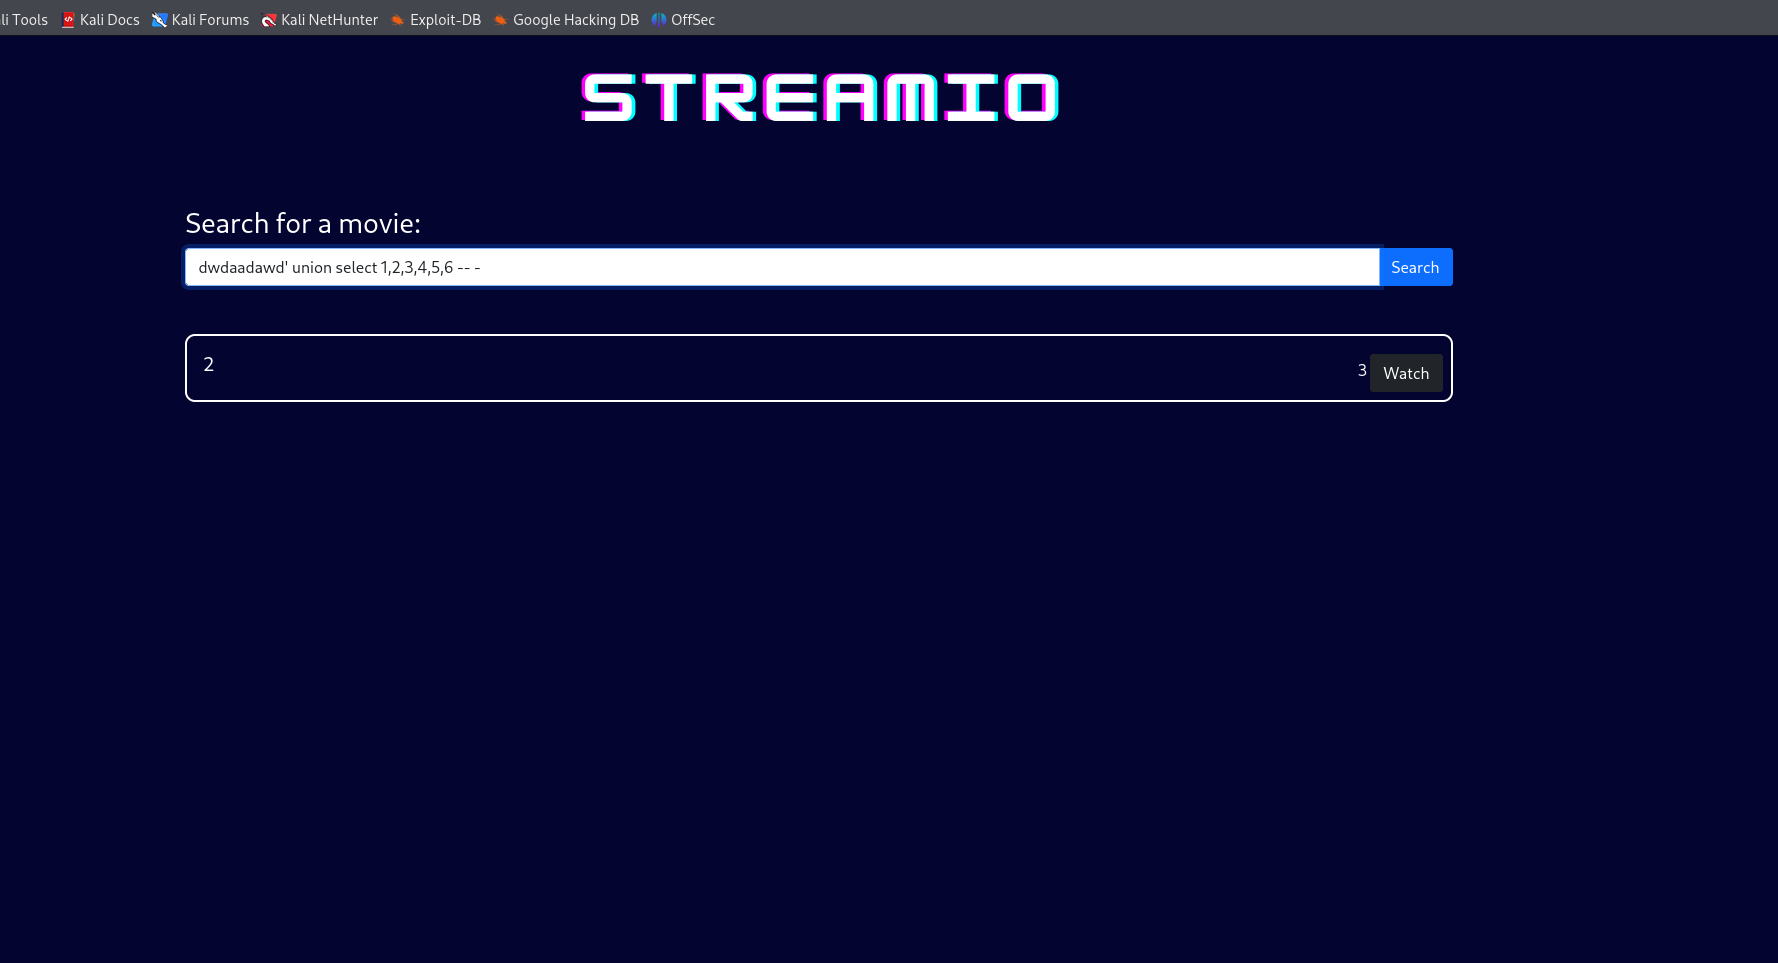 li Tools Kali Docs Kali Forums Kali NetHunter Exploit-DB Google Hacking DB OffSec
STREAMIO
Search for a movie:
dwdaadawd' union select 1,2,3,4,5,6 -- - Search
2 3 Watch